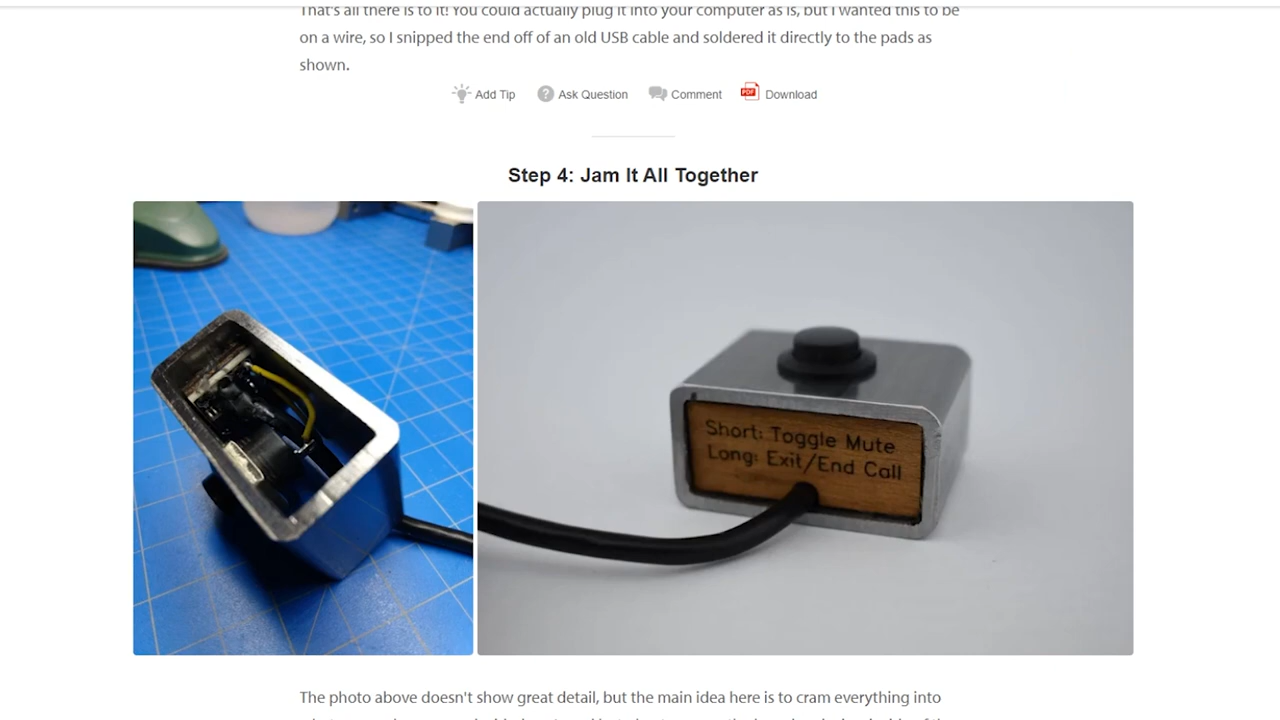 That's all there is to it! You could actually plug it into your computer as is, but I wanted this to be
on a wire, so I snipped the end off of an old USB cable and soldered it directly to the pads as
shown.
Add Tip Ask Question Comment PDF Download
Step 4: Jam It All Together
Short: Toggle Mute
Long: Exit/End Call
The photo above doesn't show great detail, but the main idea here is to cram everything into